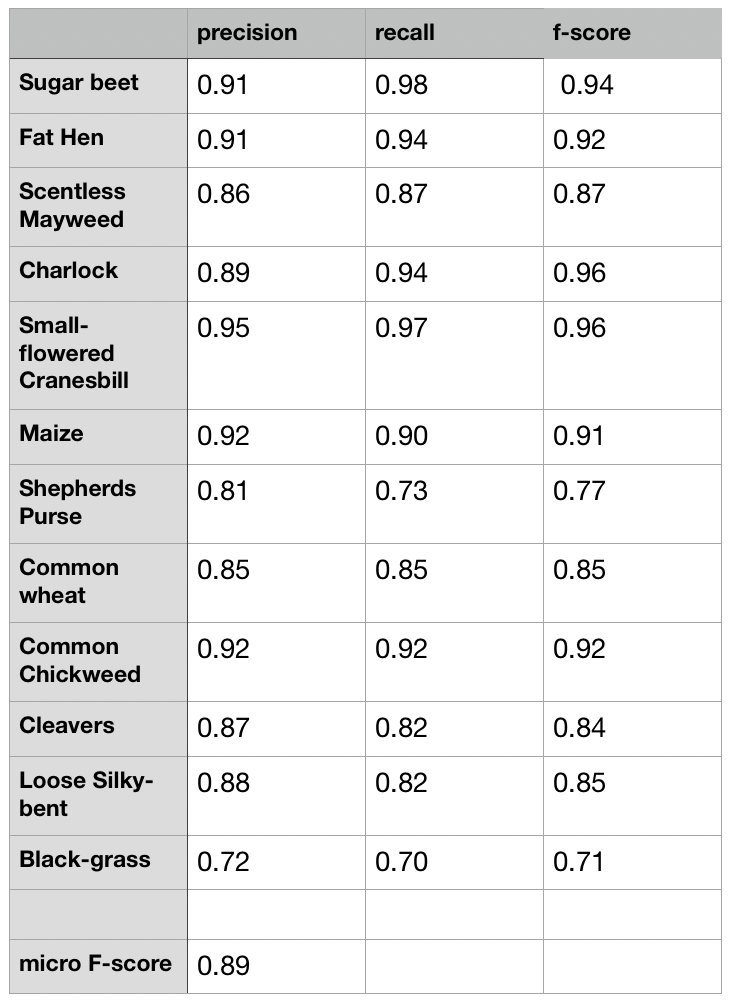 precision recall f-score
Sugar beet 0.91 0.98 0.94
Fat Hen 0.91 0.94 0.92
Scentless 0.86 0.87 0.87
Mayweed
Charlock 0.89 0.94 0.96
Small- 0.95 0.97 0.96
flowered
Cranesbill
Maize 0.92 0.90 0.91
Shepherds 0.81 0.73 0.77
Purse
Common 0.85 0.85 0.85
wheat
Common 0.92 0.92 0.92
Chickweed
Cleavers 0.87 0.82 0.84
Loose Silky- 0.88 0.82 0.85
bent
Black-grass 0.72 0.70 0.71
micro F-score 0.89